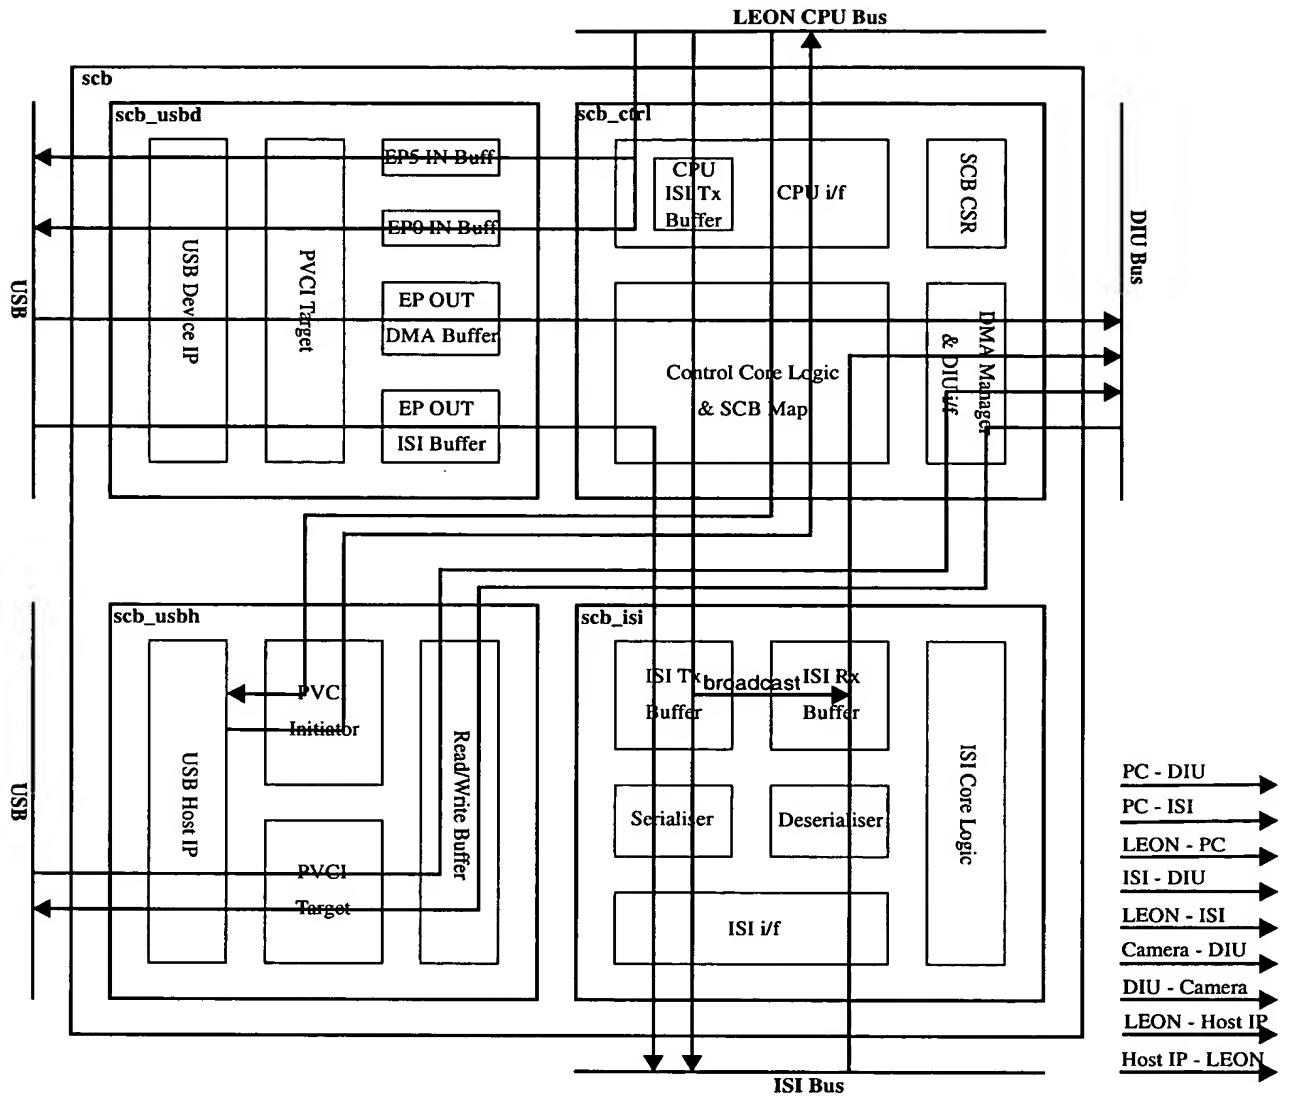 LEON CPU Bus
scb
scb_usbd
scb_ctrl
EP5 IN Buff
CPU
ISI Tx
Buffer
CPU i/f
SCB CSR
EP0 IN Buff
DIU Bus
USB
USB Device IP
PVCI Target
EP OUT
DMA Buffer
Control Core Logic
& SCB Map
DMA Manager
& DIU i/f
EP OUT
ISI Buffer
scb_usbh
scb_isi
PVCI
Initiator
ISI Tx
Buffer
broadcast
ISI Rx
Buffer
USB
USB Host IP
Read/Write Buffer
ISI Core Logic
Serialiser
Deserialiser
PVCI
Target
ISI i/f
PC - DIU
PC - ISI
LEON - PC
ISI - DIU
LEON - ISI
Camera - DIU
DIU - Camera
LEON - Host IP
Host IP - LEON
ISI Bus